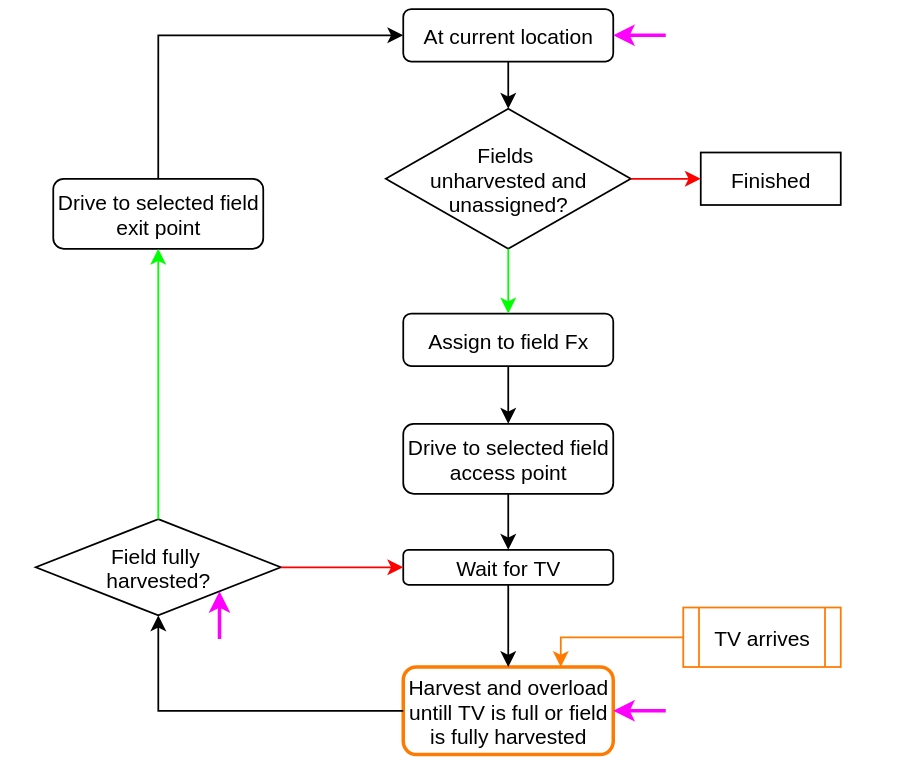 At current location
Fields
unharvested and
unassigned?
Finished
Drive to selected field
exit point
Assign to field Fx
Drive to selected field
access point
Field fully
harvested?
Wait for TV
TV arrives
Harvest and overload
untill TV is full or field
is fully harvested